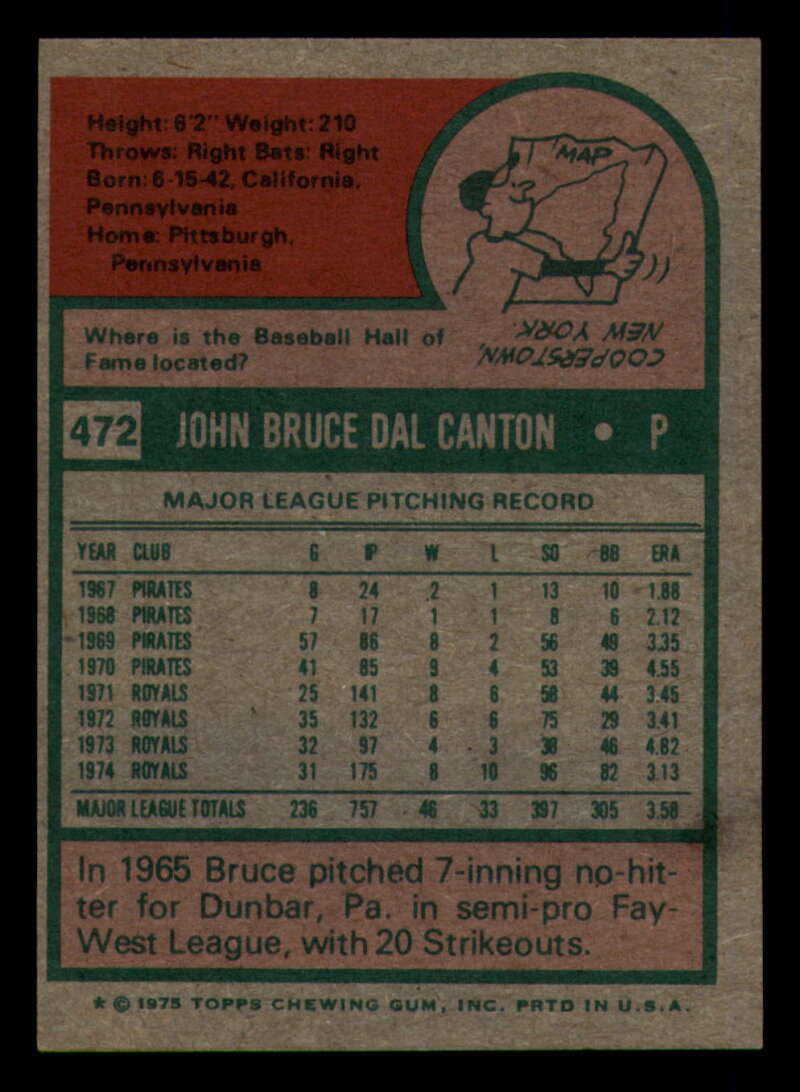 Height: 6'2" Weight: 210
Throws: Right Bats: Right
Born: 6-15-42, California,
Pennsylvania
Home: Pittsburgh,
Pennsylvania
MAP
Where is the Baseball Hall of
Fame located?
COOPERSTOWN,
NEW YORK.
472 JOHN BRUCE DAL CANTON • P
MAJOR LEAGUE PITCHING RECORD
YEAR CLUB G IP W L SO BB ERA
1967 PIRATES 8 24 2 1 13 10 1.88
1968 PIRATES 7 17 1 1 8 6 2.12
1969 PIRATES 57 86 8 2 56 49 3.35
1970 PIRATES 41 85 9 4 53 39 4.55
1971 ROYALS 25 141 8 6 58 44 3.45
1972 ROYALS 35 132 6 6 75 29 3.41
1973 ROYALS 32 97 4 3 38 46 4.82
1974 ROYALS 31 175 8 10 96 82 3.13
MAJOR LEAGUE TOTALS 236 757 46 33 397 305 3.58
In 1965 Bruce pitched 7-inning no-hit-
ter for Dunbar, Pa. in semi-pro Fay-
West League, with 20 Strikeouts.
* © 1975 TOPPS CHEWING GUM, INC. PRTD IN U.S.A.